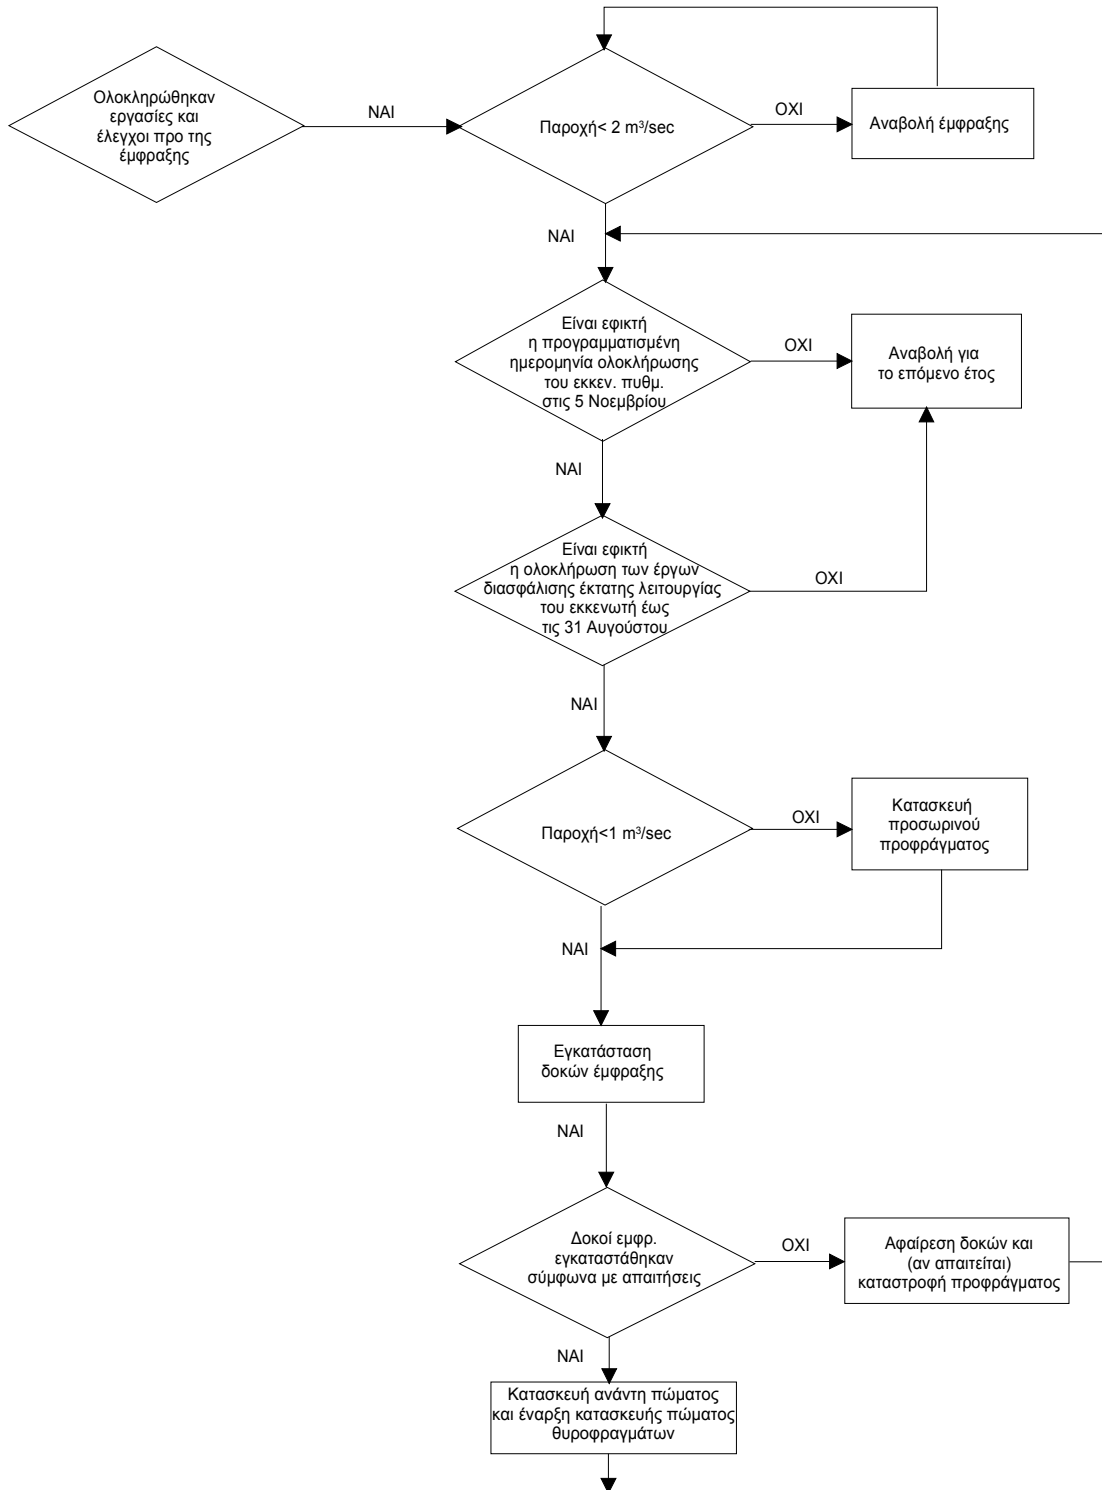 Ολοκληρώθηκαν
εργασίες και
έλεγχοι προ της
έμφραξης
ΝΑΙ
Παροχή< 2 m³/sec
ΟΧΙ
Αναβολή έμφραξης
ΝΑΙ
Είναι εφικτή
η προγραμματισμένη
ημερομηνία ολοκλήρωσης
του εκκεν. πυθμ.
στις 5 Νοεμβρίου
ΟΧΙ
Αναβολή για
το επόμενο έτος
ΝΑΙ
Είναι εφικτή
η ολοκλήρωση των έργων
διασφάλισης έκτατης λειτουργίας
του εκκενωτή έως
τις 31 Αυγούστου
ΟΧΙ
ΝΑΙ
Παροχή<1 m³/sec
ΟΧΙ
Κατασκευή
προσωρινού
προφράγματος
ΝΑΙ
Εγκατάσταση
δοκών έμφραξης
ΝΑΙ
Δοκοί εμφρ.
εγκαταστάθηκαν
σύμφωνα με απαιτήσεις
ΟΧΙ
Αφαίρεση δοκών και
(αν απαιτείται)
καταστροφή προφράγματος
ΝΑΙ
Κατασκευή ανάντη πώματος
και έναρξη κατασκευής πώματος
θυροφραγμάτων